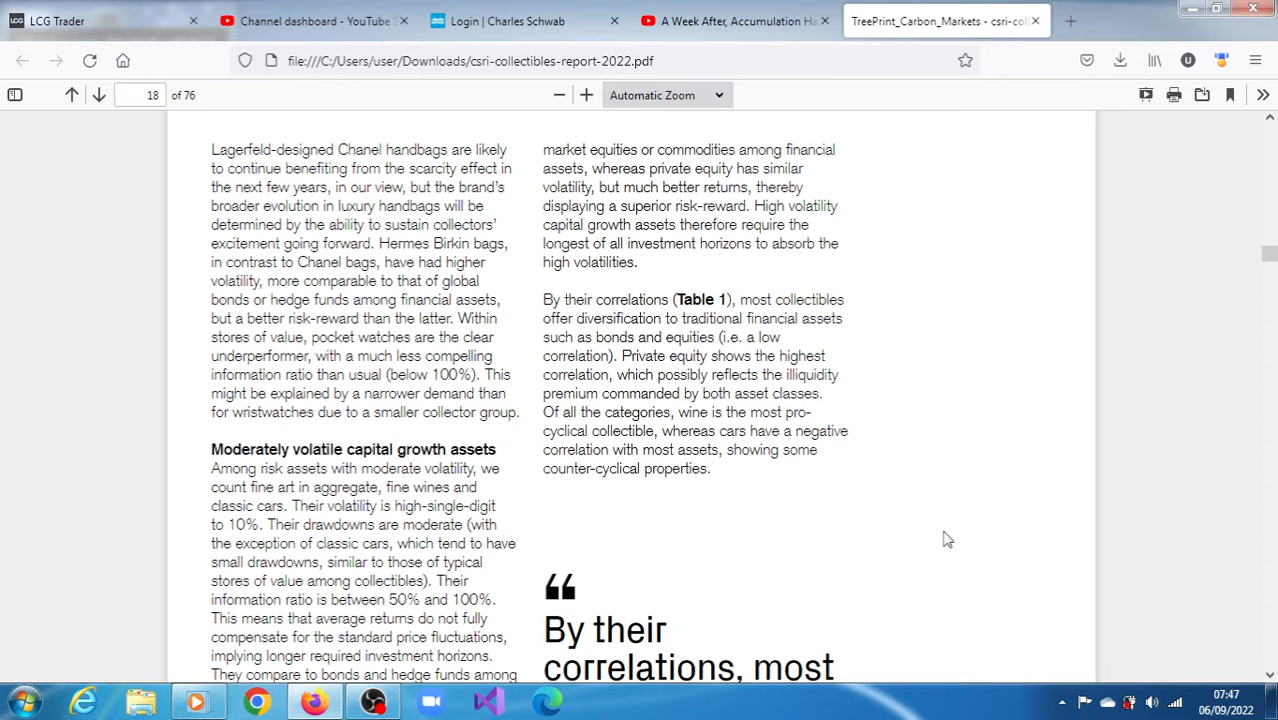 LCG Trader
Channel dashboard - YouTube
Login | Charles Schwab
A Week After, Accumulation Ha
TreePrint_Carbon_Markets - csri-coll
file:///C:/Users/user/Downloads/csri-collectibles-report-2022.pdf
18 of 76
Automatic Zoom
Lagerfeld-designed Chanel handbags are likely
to continue benefiting from the scarcity effect in
the next few years, in our view, but the brand's
broader evolution in luxury handbags will be
determined by the ability to sustain collectors'
excitement going forward. Hermes Birkin bags,
in contrast to Chanel bags, have had higher
volatility, more comparable to that of global
bonds or hedge funds among financial assets,
but a better risk-reward than the latter. Within
stores of value, pocket watches are the clear
underperformer, with a much less compelling
information ratio than usual (below 100%). This
might be explained by a narrower demand than
for wristwatches due to a smaller collector group.
Moderately volatile capital growth assets
Among risk assets with moderate volatility, we
count fine art in aggregate, fine wines and
classic cars. Their volatility is high-single-digit
to 10%. Their drawdowns are moderate (with
the exception of classic cars, which tend to have
small drawdowns, similar to those of typical
stores of value among collectibles). Their
information ratio is between 50% and 100%.
This means that average returns do not fully
compensate for the standard price fluctuations,
implying longer required investment horizons.
They compare to bonds and hedge funds among
market equities or commodities among financial
assets, whereas private equity has similar
volatility, but much better returns, thereby
displaying a superior risk-reward. High volatility
capital growth assets therefore require the
longest of all investment horizons to absorb the
high volatilities.
By their correlations (Table 1), most collectibles
offer diversification to traditional financial assets
such as bonds and equities (i.e. a low
correlation). Private equity shows the highest
correlation, which possibly reflects the illiquidity
premium commanded by both asset classes.
Of all the categories, wine is the most pro-
cyclical collectible, whereas cars have a negative
correlation with most assets, showing some
counter-cyclical properties.
“
By their
correlations, most
07:47
06/09/2022